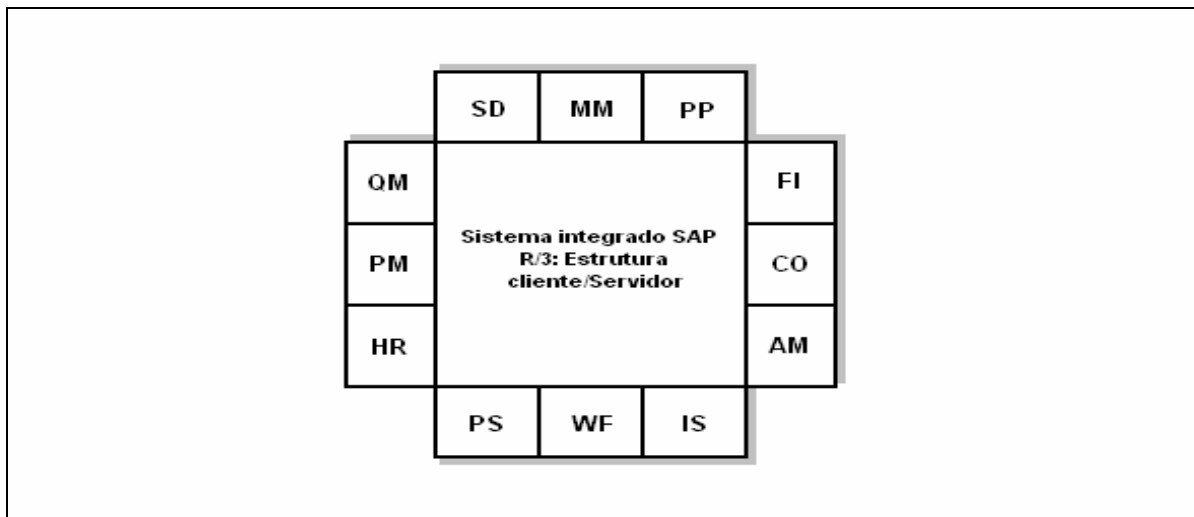 SD MM PP
QM
FI
Sistema integrado SAP
R/3: Estrutura
cliente/Servidor
PM
CO
HR
AM
PS WF IS